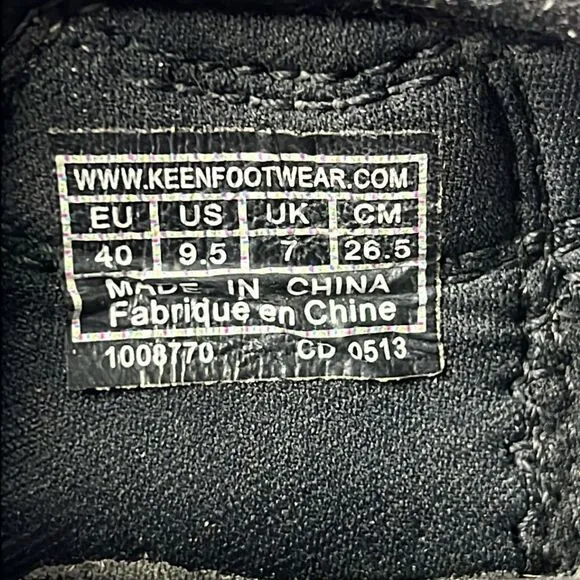 WWW.KEENFOOTWEAR.COM
EU US UK CM
40 9.5 7 26.5
MADE IN CHINA
Fabriqué en Chine
1008770 CD 0513